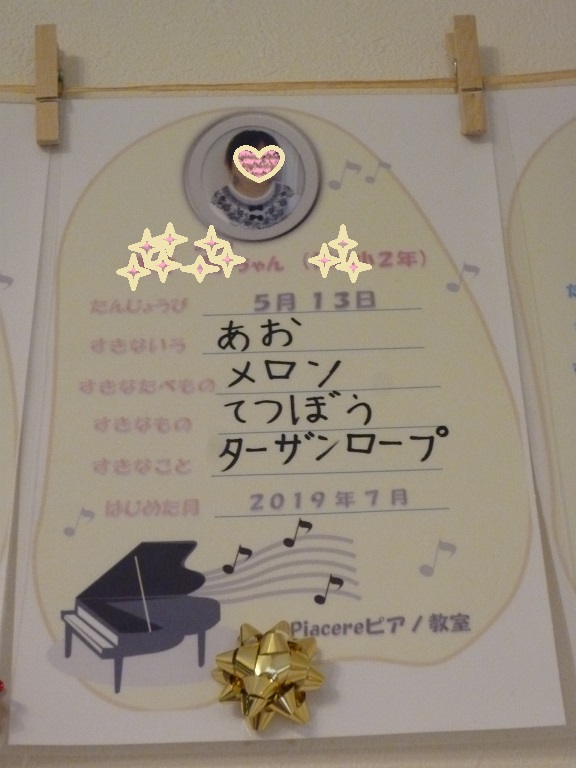 ちゃん（小2年）
たんじょうび 5月13日
すきないろ あお
すきなたべもの メロン
すきなもの てつぼう
すきなこと ターザンロープ
はじめた月 2019年7月
Piacereピアノ教室